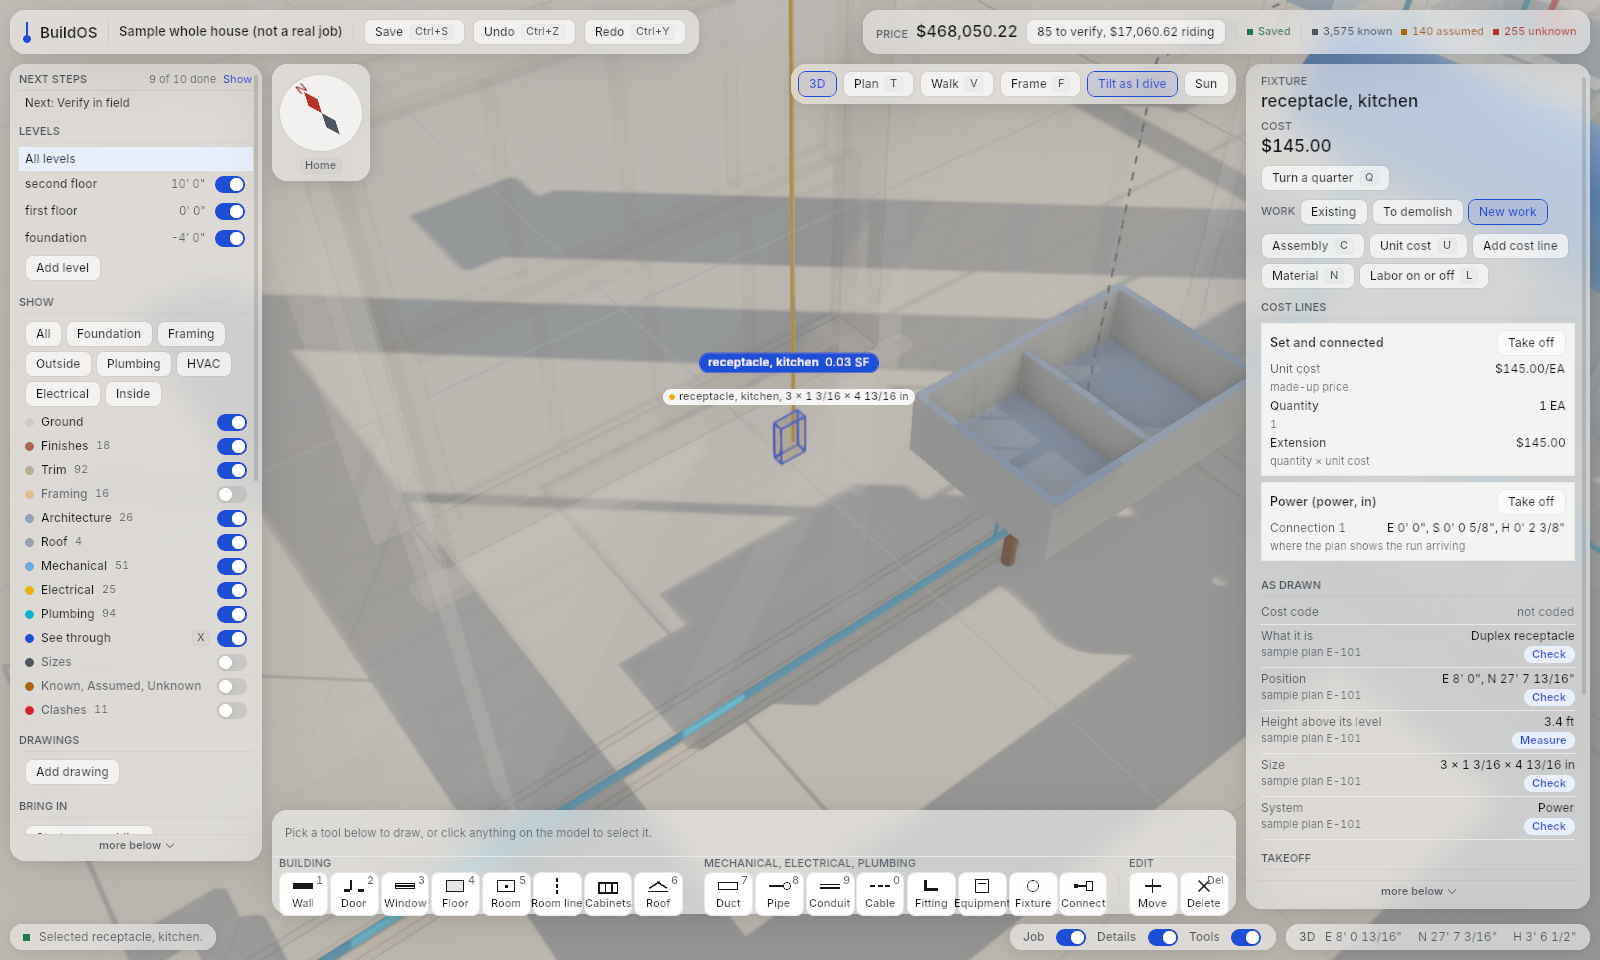 BuildOS
Sample whole house (not a real job)
Save Ctrl+S
Undo Ctrl+Z
Redo Ctrl+Y
PRICE $468,050.22
85 to verify, $17,060.62 riding
Saved
3,575 known
140 assumed
255 unknown
NEXT STEPS 9 of 10 done Show
Next: Verify in field
LEVELS
All levels
second floor 10' 0"
first floor 0' 0"
foundation -4' 0"
Add level
SHOW
All Foundation Framing
Outside Plumbing HVAC
Electrical Inside
Ground
Finishes 18
Trim 92
Framing 16
Architecture 26
Roof 4
Mechanical 51
Electrical 25
Plumbing 94
See through X
Sizes
Known, Assumed, Unknown
Clashes 11
DRAWINGS
Add drawing
BRING IN
more below
N
Home
3D Plan T Walk V Frame F Tilt as I dive Sun
receptacle, kitchen 0.03 SF
receptacle, kitchen, 3 × 1 3/16 × 4 13/16 in
FIXTURE
receptacle, kitchen
COST
$145.00
Turn a quarter Q
WORK Existing To demolish New work
Assembly C Unit cost U Add cost line
Material N Labor on or off L
COST LINES
Set and connected Take off
Unit cost $145.00/EA
made-up price
Quantity 1 EA
1
Extension $145.00
quantity × unit cost
Power (power, in) Take off
Connection 1 E 0' 0", S 0' 0 5/8", H 0' 2 3/8"
where the plan shows the run arriving
AS DRAWN
Cost code not coded
What it is Duplex receptacle
sample plan E-101 Check
Position E 8' 0", N 27' 7 13/16"
sample plan E-101 Check
Height above its level 3.4 ft
sample plan E-101 Measure
Size 3 × 1 3/16 × 4 13/16 in
sample plan E-101 Check
System Power
sample plan E-101 Check
TAKEOFF
more below
Pick a tool below to draw, or click anything on the model to select it.
BUILDING MECHANICAL, ELECTRICAL, PLUMBING EDIT
1 2 3 4 5 6 7 8 9 0 Del
Wall Door Window Floor Room Room line Cabinets Roof Duct Pipe Conduit Cable Fitting Equipment Fixture Connect Move Delete
Selected receptacle, kitchen.
Job Details Tools
3D E 8' 0 13/16" N 27' 7 3/16" H 3' 6 1/2"